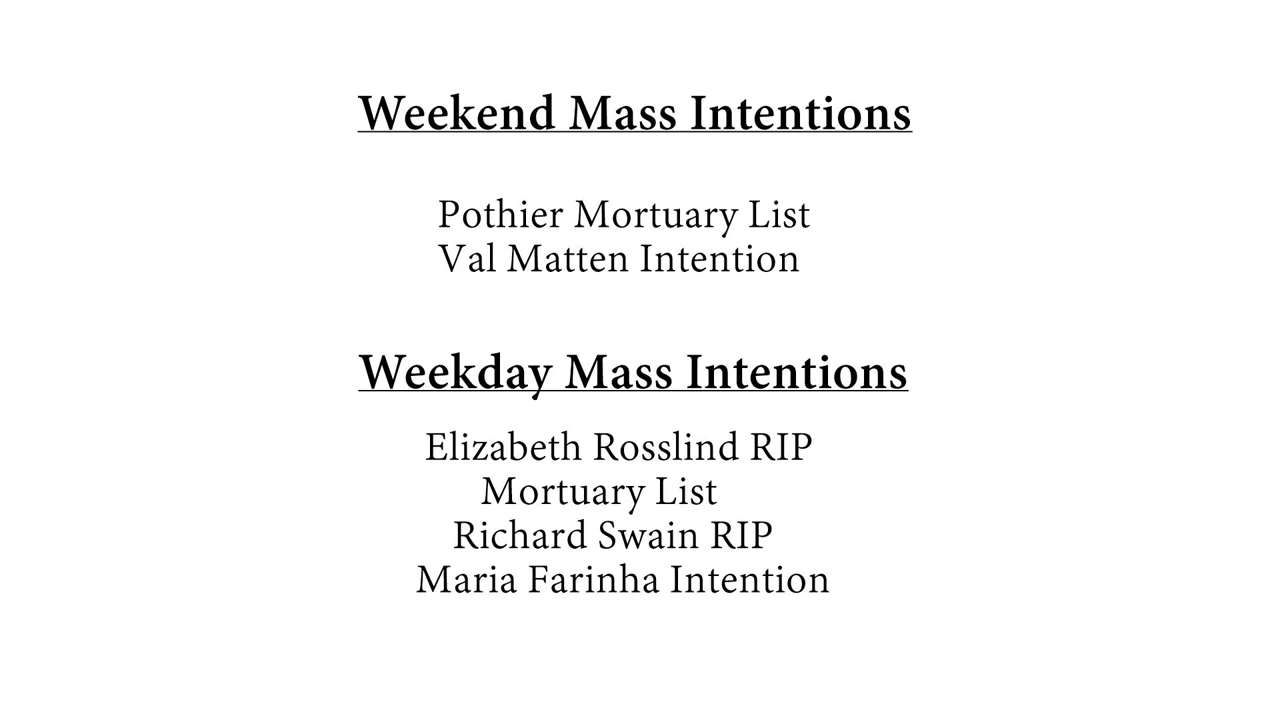 Weekend Mass Intentions
Pothier Mortuary List
Val Matten Intention
Weekday Mass Intentions
Elizabeth Rosslind RIP
Mortuary List
Richard Swain RIP
Maria Farinha Intention